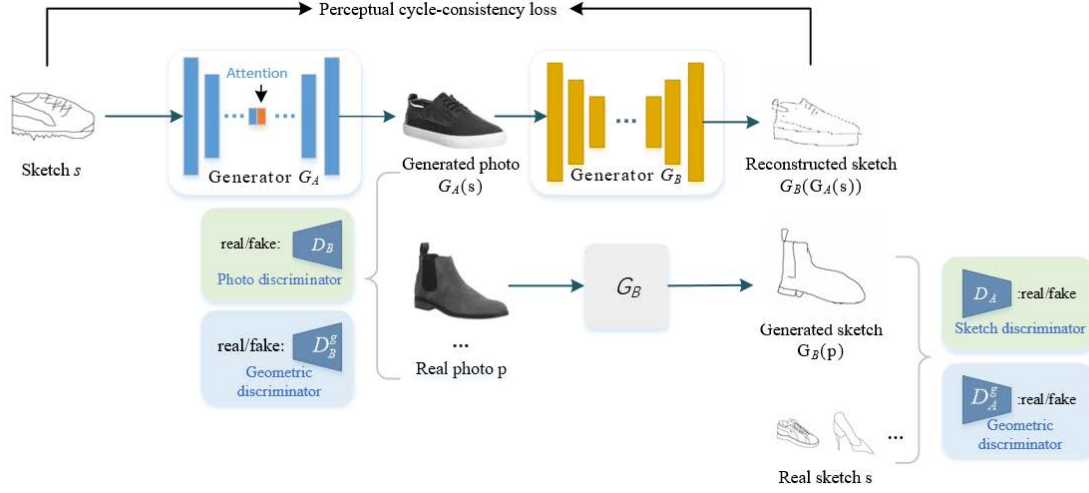 Perceptual cycle-consistency loss
Attention
Sketch s
Generator G_A
Generated photo
G_A(s)
Generator G_B
Reconstructed sketch
G_B(G_A(s))
real/fake: D_B
Photo discriminator
real/fake: D_B^g
Geometric
discriminator
...
Real photo p
G_B
Generated sketch
G_B(p)
D_A :real/fake
Sketch discriminator
D_A^g :real/fake
Geometric
discriminator
...
Real sketch s